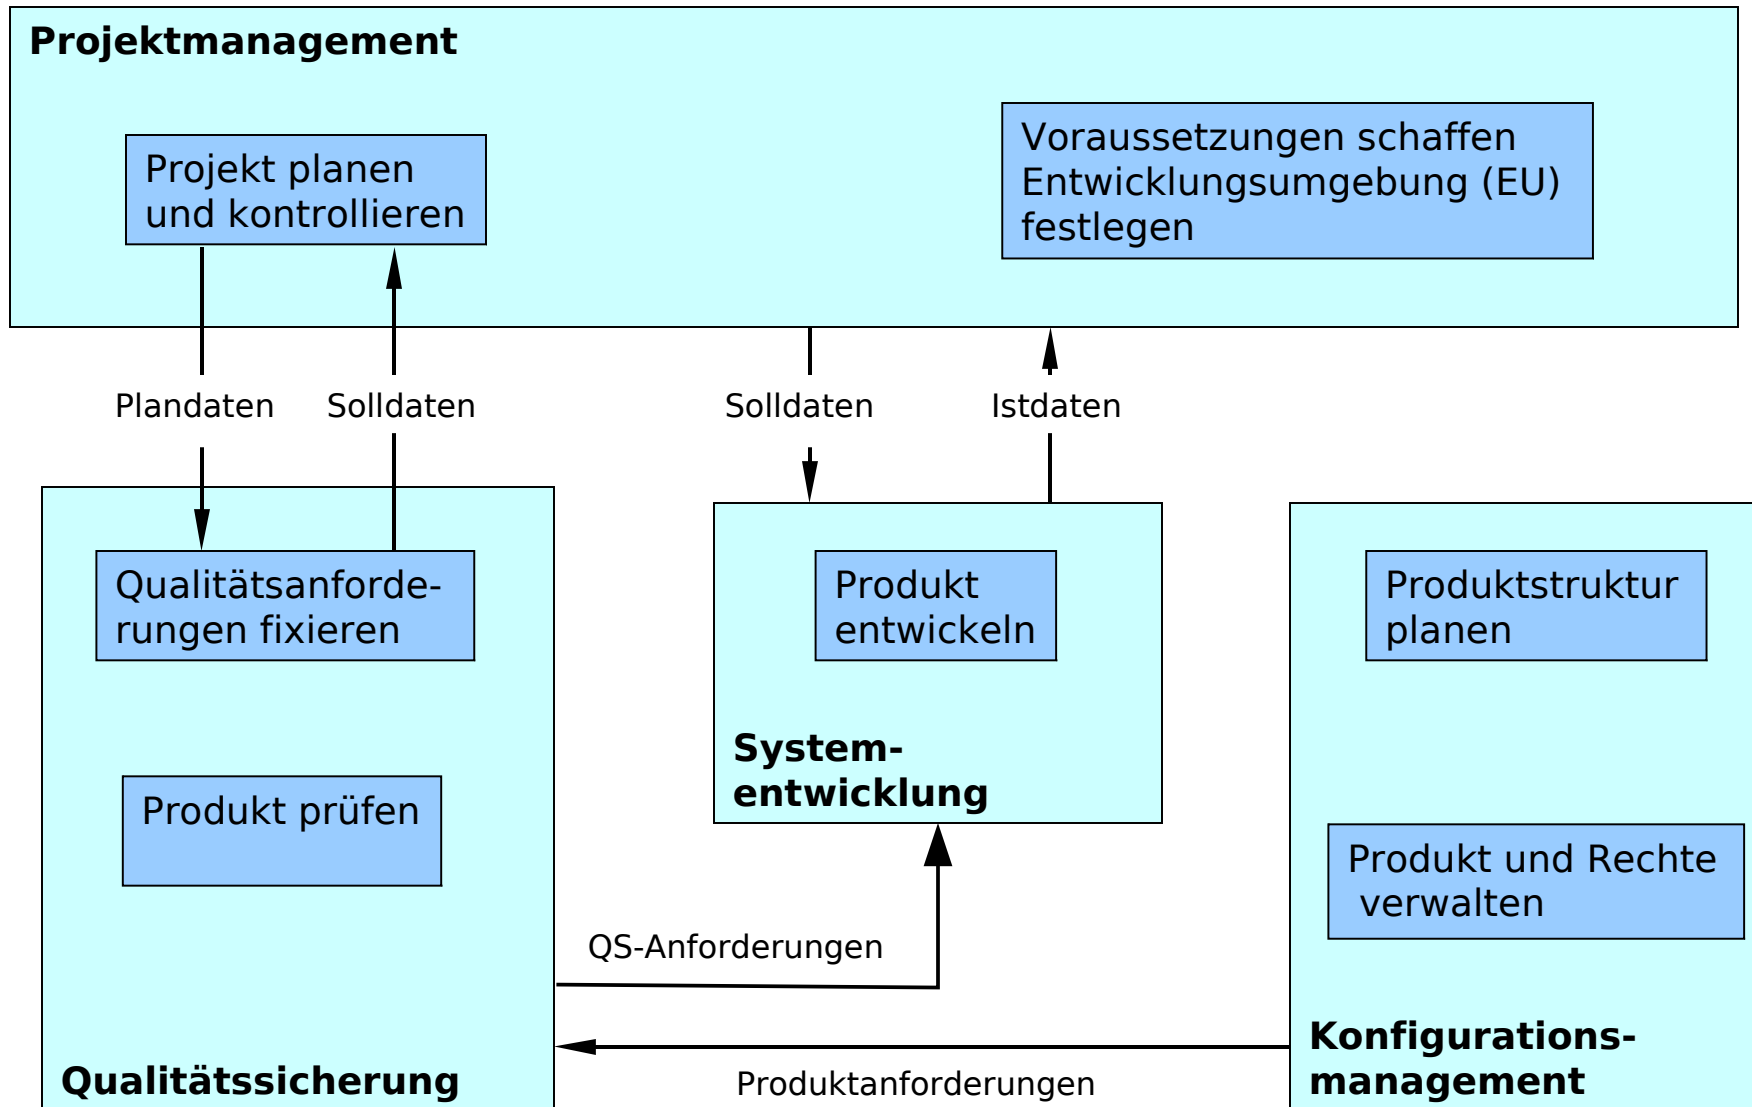 Projektmanagement
Projekt planen
und kontrollieren
Voraussetzungen schaffen
Entwicklungsumgebung (EU)
festlegen
Plandaten
Solldaten
Solldaten
Istdaten
Qualitätsanforde-
rungen fixieren
Produkt
entwickeln
Produktstruktur
planen
System-
entwicklung
Produkt prüfen
Produkt und Rechte
verwalten
QS-Anforderungen
Qualitätssicherung
Produktanforderungen
Konfigurations-
management